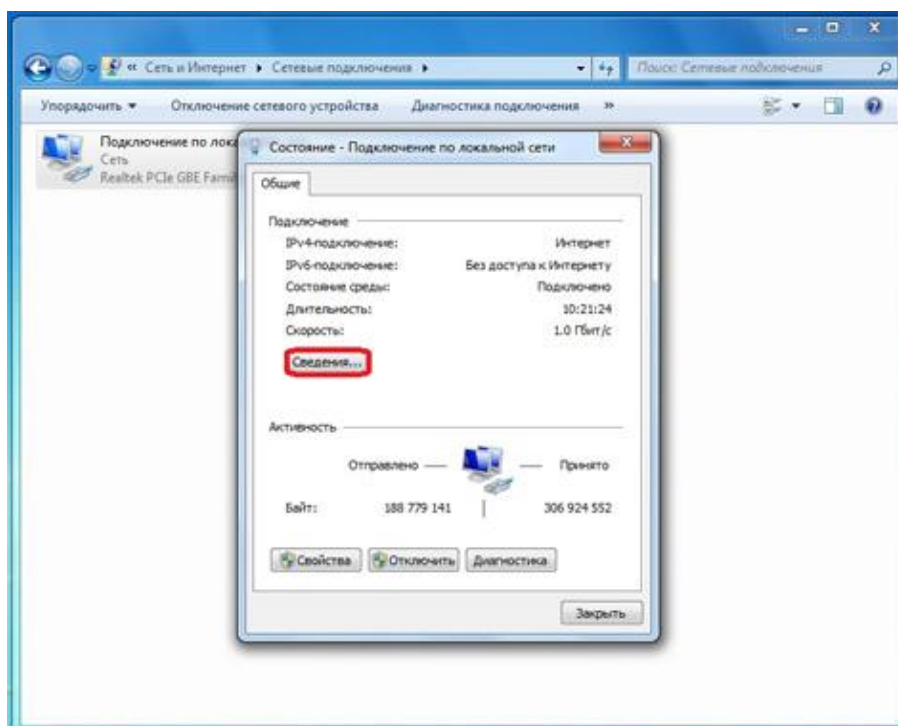 « Сеть и Интернет ▸ Сетевые подключения ▸
Поиск: Сетевые подключения
Упорядочить ▾ Отключение сетевого устройства Диагностика подключения »
Подключение по лока
Сеть
Realtek PCIe GBE Famil
Состояние - Подключение по локальной сети
Общие
Подключение
IPv4-подключение: Интернет
IPv6-подключение: Без доступа к Интернету
Состояние среды: Подключено
Длительность: 10:21:24
Скорость: 1.0 Гбит/с
Сведения...
Активность
Отправлено — — Принято
Байт: 188 779 141 | 306 924 552
Свойства Отключить Диагностика
Закрыть